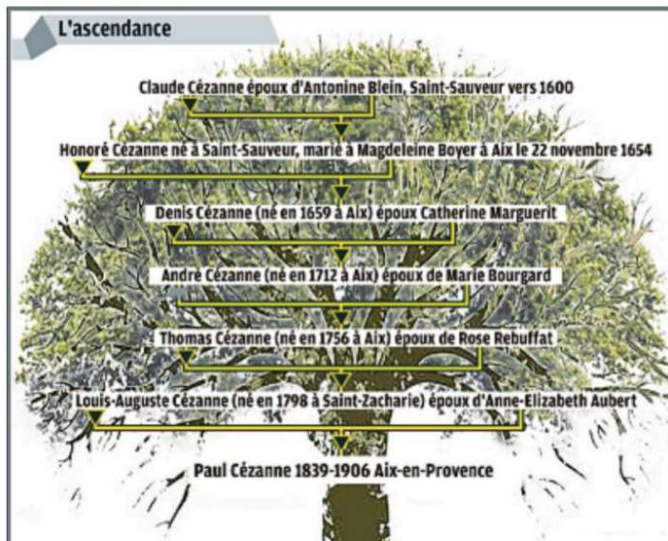 L'ascendance
Claude Cézanne époux d'Antonine Blein, Saint-Sauveur vers 1600
Honoré Cézanne né à Saint-Sauveur, marié à Magdeleine Boyer à Aix le 22 novembre 1654
Denis Cézanne (né en 1659 à Aix) époux Catherine Marguerit
André Cézanne (né en 1712 à Aix) époux de Marie Bourgard
Thomas Cézanne (né en 1756 à Aix) époux de Rose Rebuffat
Louis-Auguste Cézanne (né en 1798 à Saint-Zacharie) époux d'Anne-Elizabeth Aubert
Paul Cézanne 1839-1906 Aix-en-Provence